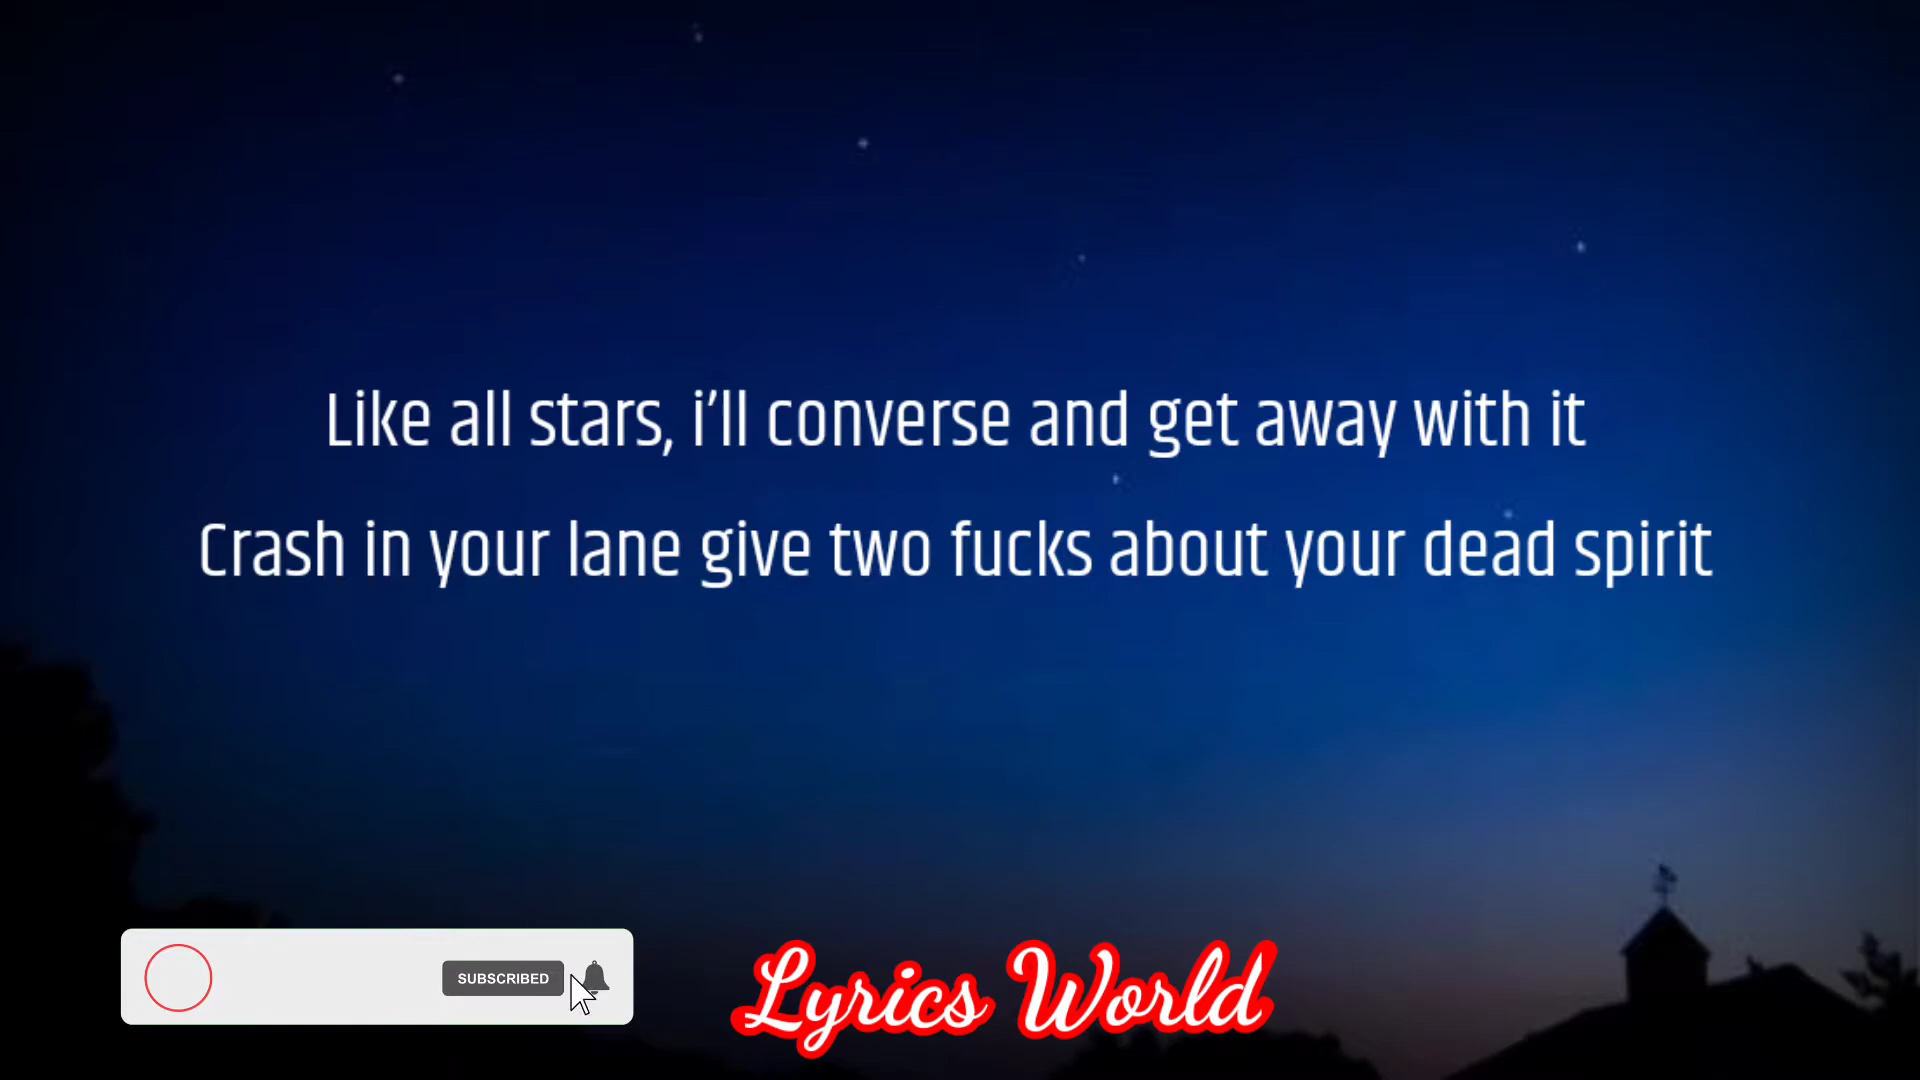 Like all stars, i’ll converse and get away with it
Crash in your lane give two fucks about your dead spirit
SUBSCRIBED
Lyrics World